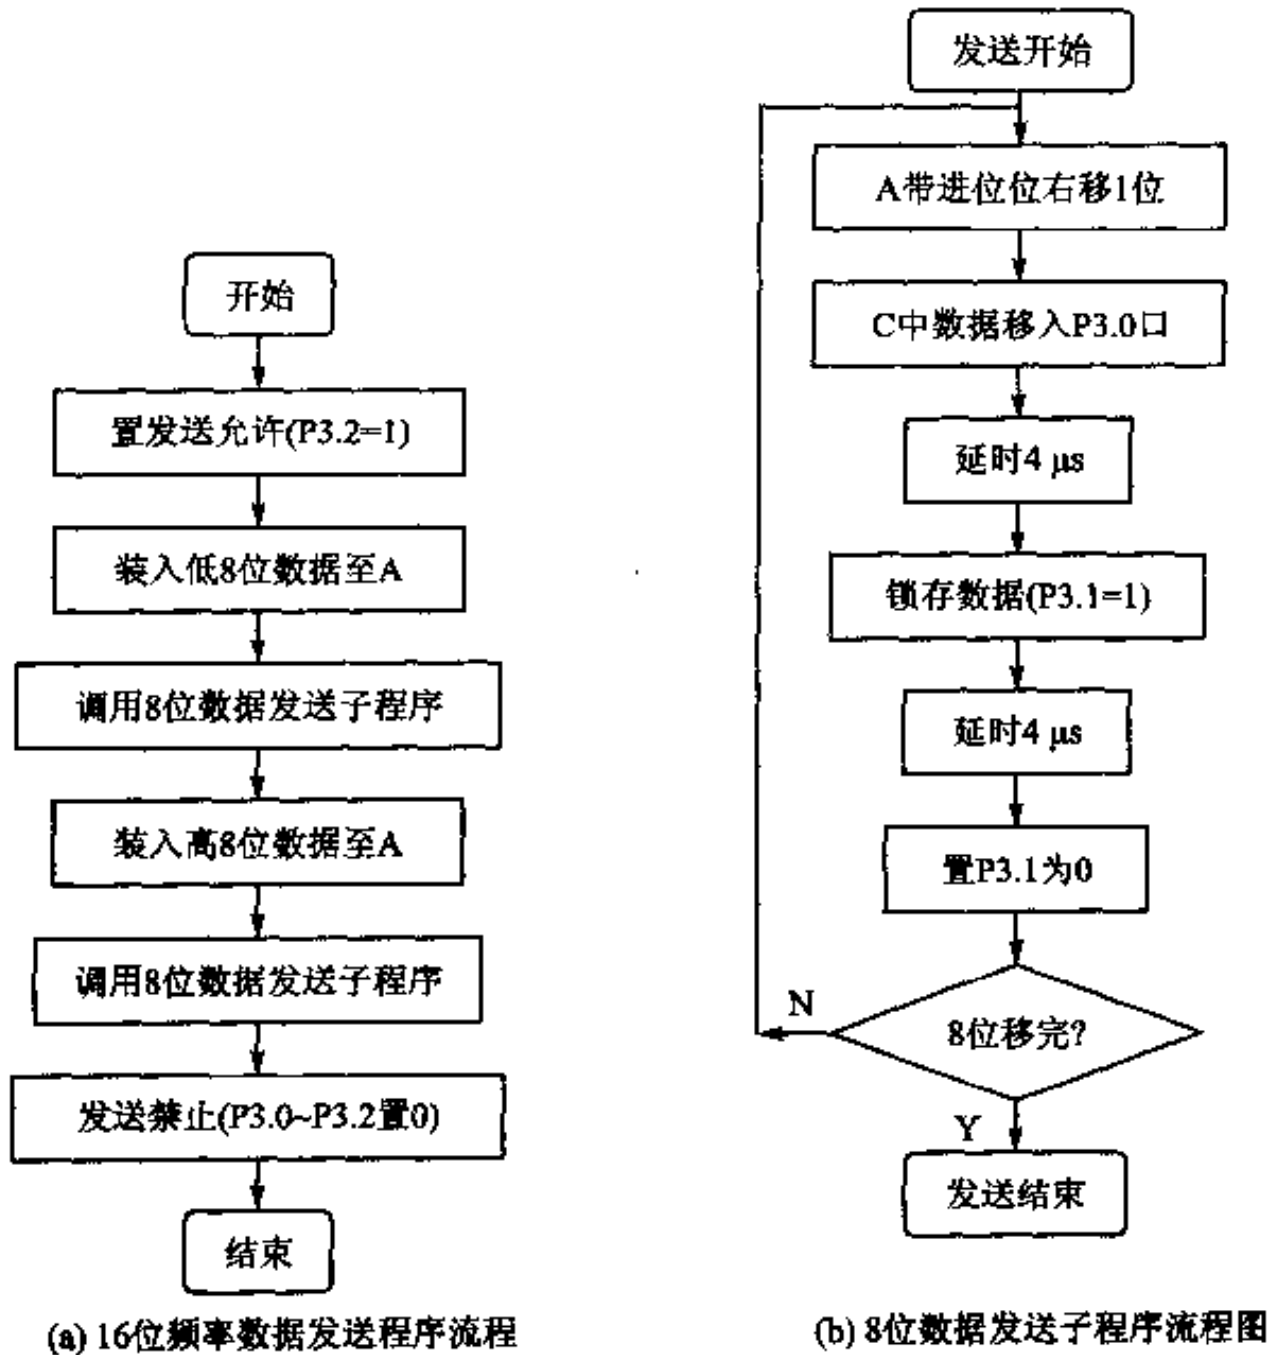 开始
置发送允许(P3.2=1)
装入低8位数据至A
调用8位数据发送子程序
装入高8位数据至A
调用8位数据发送子程序
发送禁止(P3.0~P3.2置0)
结束
(a) 16位频率数据发送程序流程
发送开始
A带进位位右移1位
C中数据移入P3.0口
延时4 μs
锁存数据(P3.1=1)
延时4 μs
置P3.1为0
8位移完?
N
Y
发送结束
(b) 8位数据发送子程序流程图